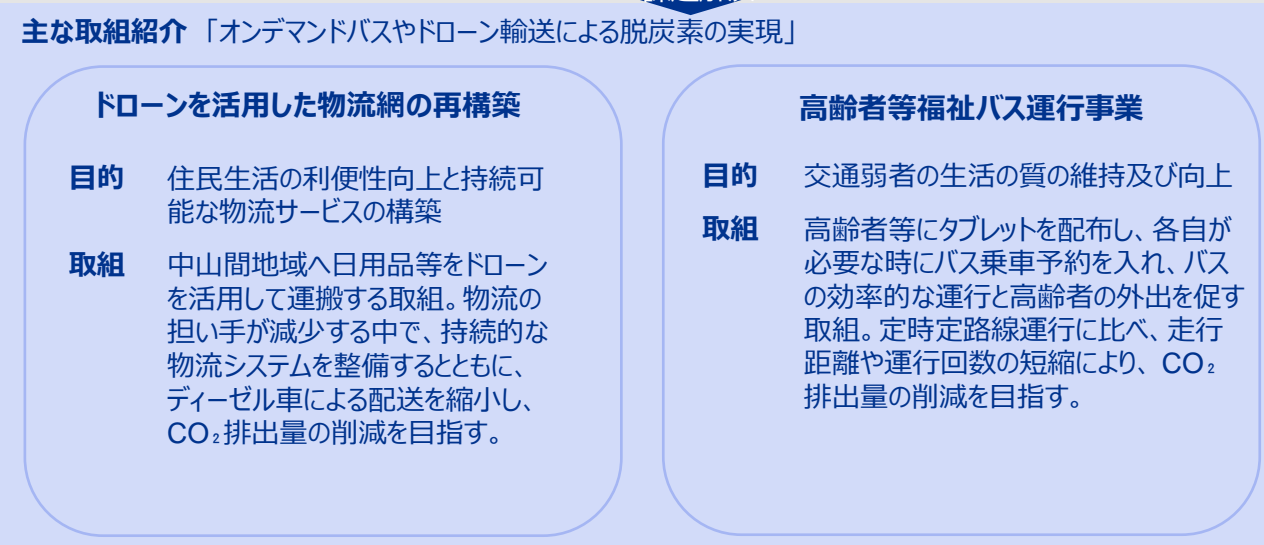 主な取組紹介 「オンデマンドバスやドローン輸送による脱炭素の実現」
ドローンを活用した物流網の再構築
目的 住民生活の利便性向上と持続可
能な物流サービスの構築
取組 中山間地域へ日用品等をドローン
を活用して運搬する取組。物流の
担い手が減少する中で、持続的な
物流システムを整備するとともに、
ディーゼル車による配送を縮小し、
CO₂排出量の削減を目指す。
高齢者等福祉バス運行事業
目的 交通弱者の生活の質の維持及び向上
取組 高齢者等にタブレットを配布し、各自が
必要な時にバス乗車予約を入れ、バス
の効率的な運行と高齢者の外出を促す
取組。定時定路線運行に比べ、走行
距離や運行回数の短縮により、CO₂
排出量の削減を目指す。